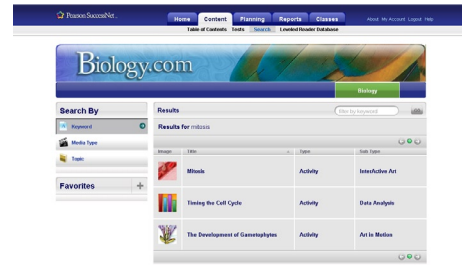 Pearson SuccessNet
Home Content Planning Reports Classes About My Account Logout Help
Table of Contents Tests Search Leveled Reader Database
Biology.com
Biology
Search By
Keyword
Media Type
Topic
Favorites +
Results filter by keyword
Results for mitosis
Image Title Type Sub Type
Mitosis Activity InterActive Art
Timing the Cell Cycle Activity Data Analysis
The Development of Gametophytes Activity Art in Motion